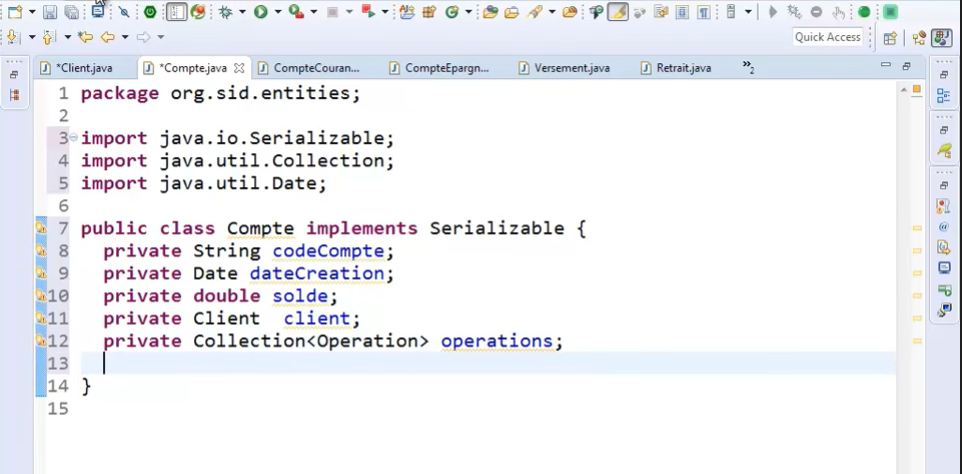 Quick Access
*Client.java
*Compte.java
CompteCouran...
CompteEpargn...
Versement.java
Retrait.java
»2
1 package org.sid.entities;
2
3 import java.io.Serializable;
4 import java.util.Collection;
5 import java.util.Date;
6
7 public class Compte implements Serializable {
8 private String codeCompte;
9 private Date dateCreation;
10 private double solde;
11 private Client  client;
12 private Collection<Operation> operations;
13
14 }
15